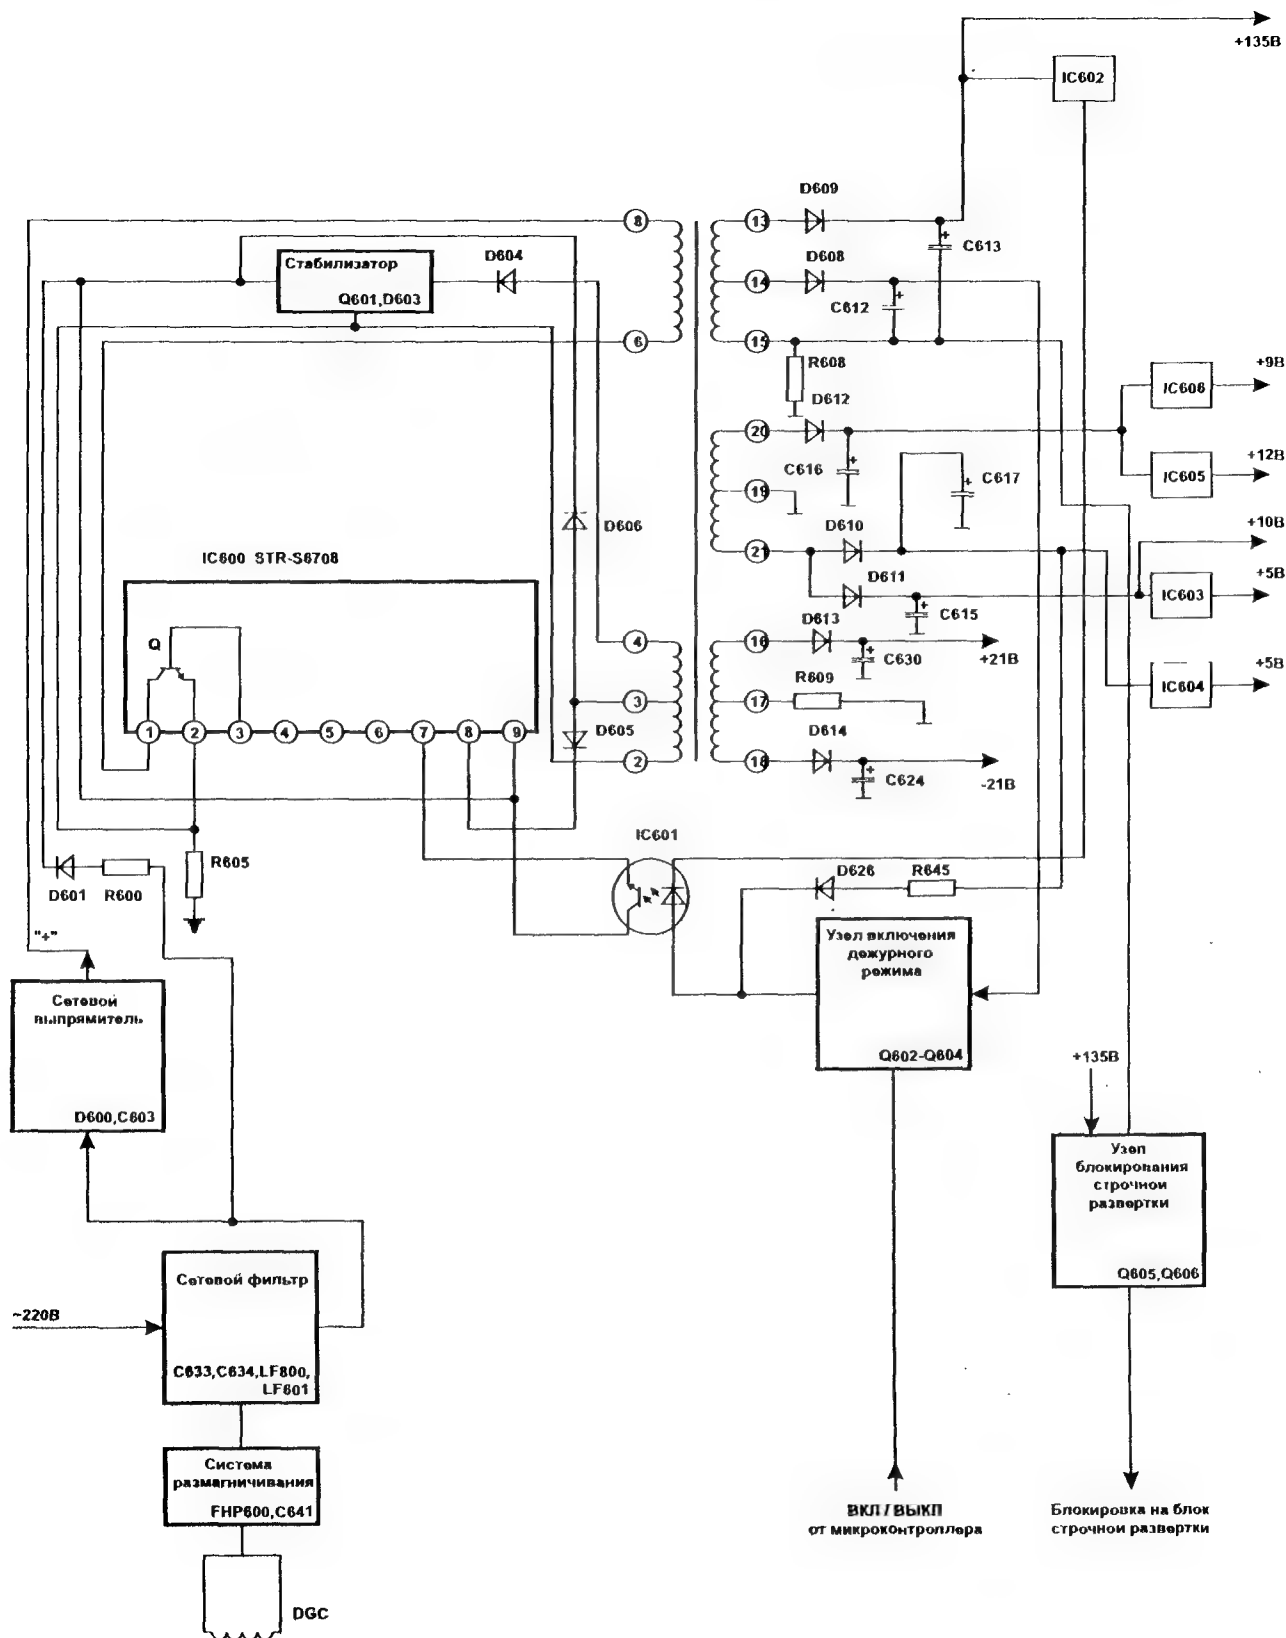 +135В
IC602
D609
8
13
C613
Стабилизатор
D604
D608
Q601,D603
14
C612
6
15
R608
+9В
D612
IC606
20
+12В
C616
C617
IC605
19
D606
D610
+10В
21
IC600 STR-S6708
D611
+5В
IC603
C615
D613
Q
4
16
C630
+21В
+5В
R609
IC604
3
17
1
2
3
4
5
6
7
8
9
D605
D614
2
18
C624
-21В
IC601
R605
D601
R600
D626
R645
"+"
Узел включения
дежурного
режима
Q602-Q604
Сетевой
выпрямитель
D600,C603
+135В
Узел
блокирования
строчной
развертки
Q605,Q606
Сетевой фильтр
~220В
C633,C634,LF800,
LF601
Система
размагничивания
FHP600,C641
ВКЛ / ВЫКЛ
от микроконтроллера
Блокировка на блок
строчной развертки
DGC